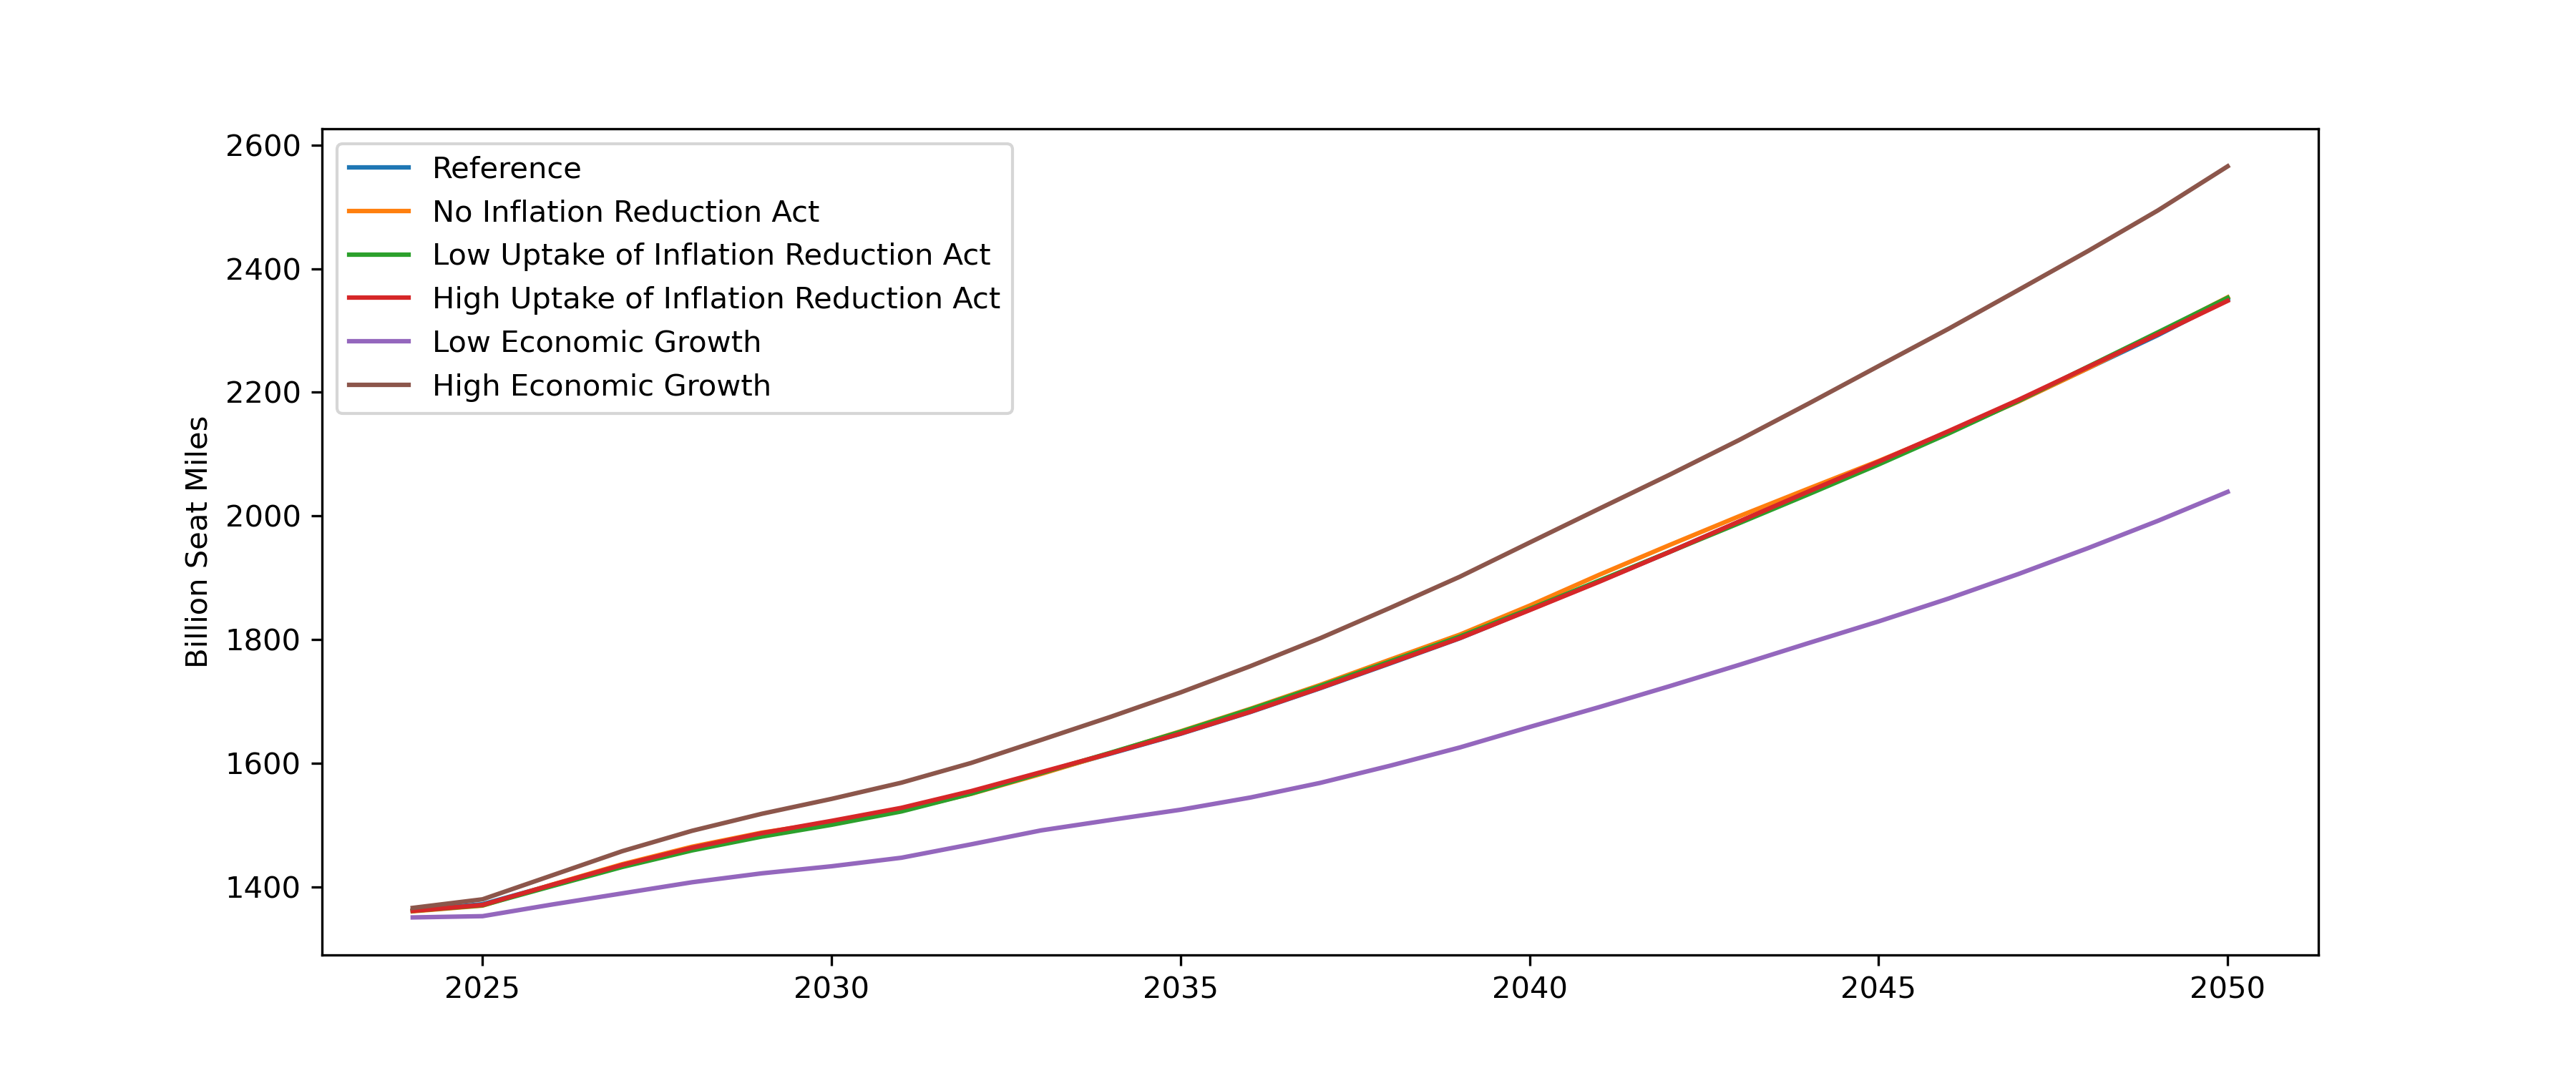 2600
2400
2200
2000
1800
1600
1400
Billion Seat Miles
Reference
No Inflation Reduction Act
Low Uptake of Inflation Reduction Act
High Uptake of Inflation Reduction Act
Low Economic Growth
High Economic Growth
2025 2030 2035 2040 2045 2050